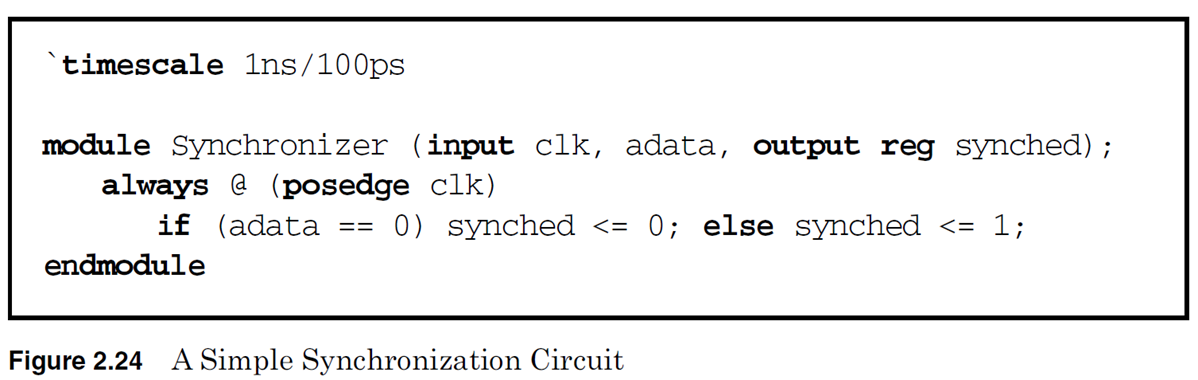 `timescale 1ns/100ps
module Synchronizer (input clk, adata, output reg synched);
always @ (posedge clk)
if (adata == 0) synched <= 0; else synched <= 1;
endmodule
Figure 2.24 A Simple Synchronization Circuit